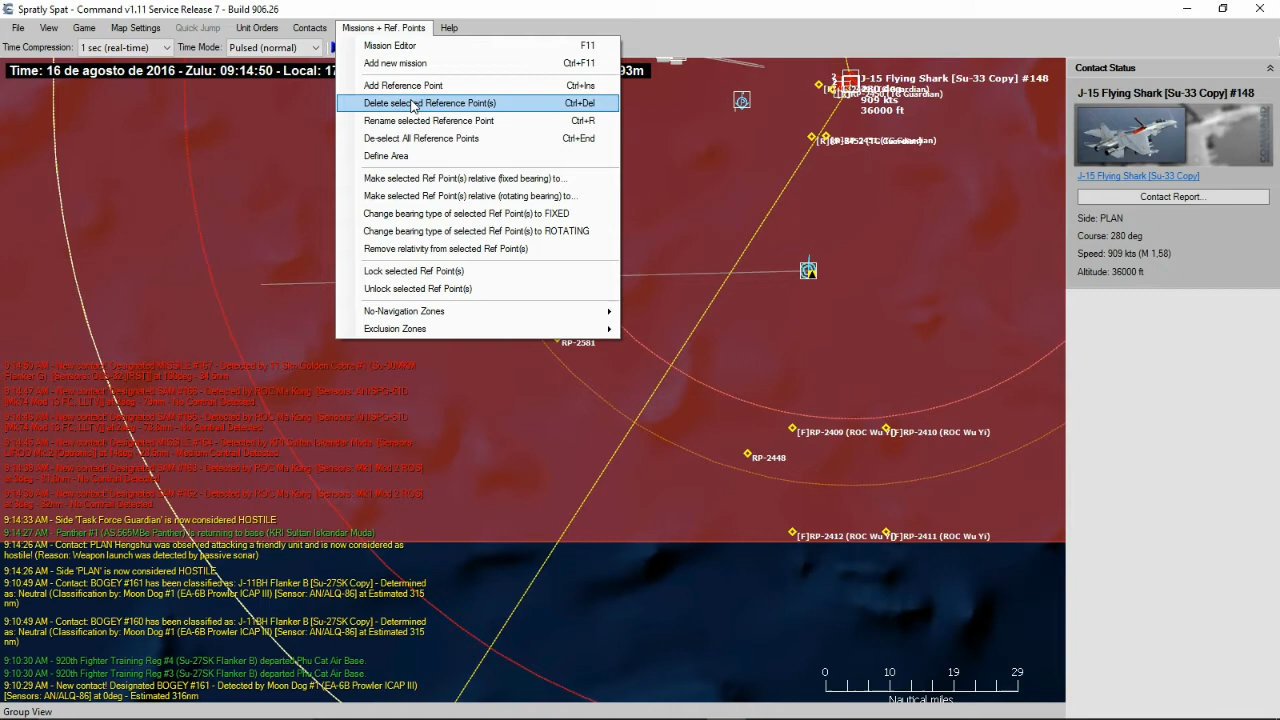 Spratly Spat - Command v1.11 Service Release 7 - Build 906.26
File View Game Map Settings Quick Jump Unit Orders Contacts Missions + Ref. Points Help
Time Compression: 1 sec (real-time) Time Mode: Pulsed (normal)
Time: 16 de agosto de 2016 - Zulu: 09:14:50 - Local: 17
93m
Mission Editor F11
Add new mission Ctrl+F11
Add Reference Point Ctrl+Ins
Delete selected Reference Point(s) Ctrl+Del
Rename selected Reference Point Ctrl+R
De-select All Reference Points Ctrl+End
Define Area
Make selected Ref Point(s) relative (fixed bearing) to...
Make selected Ref Point(s) relative (rotating bearing) to...
Change bearing type of selected Ref Point(s) to FIXED
Change bearing type of selected Ref Point(s) to ROTATING
Remove relativity from selected Ref Point(s)
Lock selected Ref Point(s)
Unlock selected Ref Point(s)
No-Navigation Zones
Exclusion Zones
J-15 Flying Shark [Su-33 Copy] #148
280 deg
909 kts
36000 ft
RP-2581
[F]RP-2409 (ROC Wu Yi)
[F]RP-2410 (ROC Wu Yi)
RP-2448
[F]RP-2412 (ROC Wu Yi)
[F]RP-2411 (ROC Wu Yi)
9:14:33 AM - Side 'Task Force Guardian' is now considered HOSTILE
9:14:27 AM - Panther #1 (AS.565MBe Panther) is returning to base (KRI Sultan Iskandar Muda)
9:14:26 AM - Contact: PLAN Hengshui was observed attacking a friendly unit and is now considered as
hostile! (Reason: Weapon launch was detected by passive sonar)
9:14:26 AM - Side 'PLAN' is now considered HOSTILE
9:10:49 AM - Contact: BOGEY #161 has been classified as: J-11BH Flanker B [Su-27SK Copy] - Determined
as: Neutral (Classification by: Moon Dog #1 (EA-6B Prowler ICAP III) [Sensor: AN/ALQ-86] at Estimated 315
nm)
9:10:49 AM - Contact: BOGEY #160 has been classified as: J-11BH Flanker B [Su-27SK Copy] - Determined
as: Neutral (Classification by: Moon Dog #1 (EA-6B Prowler ICAP III) [Sensor: AN/ALQ-86] at Estimated 315
nm)
9:10:30 AM - 920th Fighter Training Reg #4 (Su-27SK Flanker B) departed Phu Cat Air Base.
9:10:30 AM - 920th Fighter Training Reg #3 (Su-27SK Flanker B) departed Phu Cat Air Base.
9:10:29 AM - New contact! Designated BOGEY #161 - Detected by Moon Dog #1 (EA-6B Prowler ICAP III)
[Sensors: AN/ALQ-86] at 0deg - Estimated 316nm
0 10 19 29
Nautical miles
Group View
Contact Status
J-15 Flying Shark [Su-33 Copy] #148
J-15 Flying Shark [Su-33 Copy]
Contact Report...
Side: PLAN
Course: 280 deg
Speed: 909 kts (M 1,58)
Altitude: 36000 ft